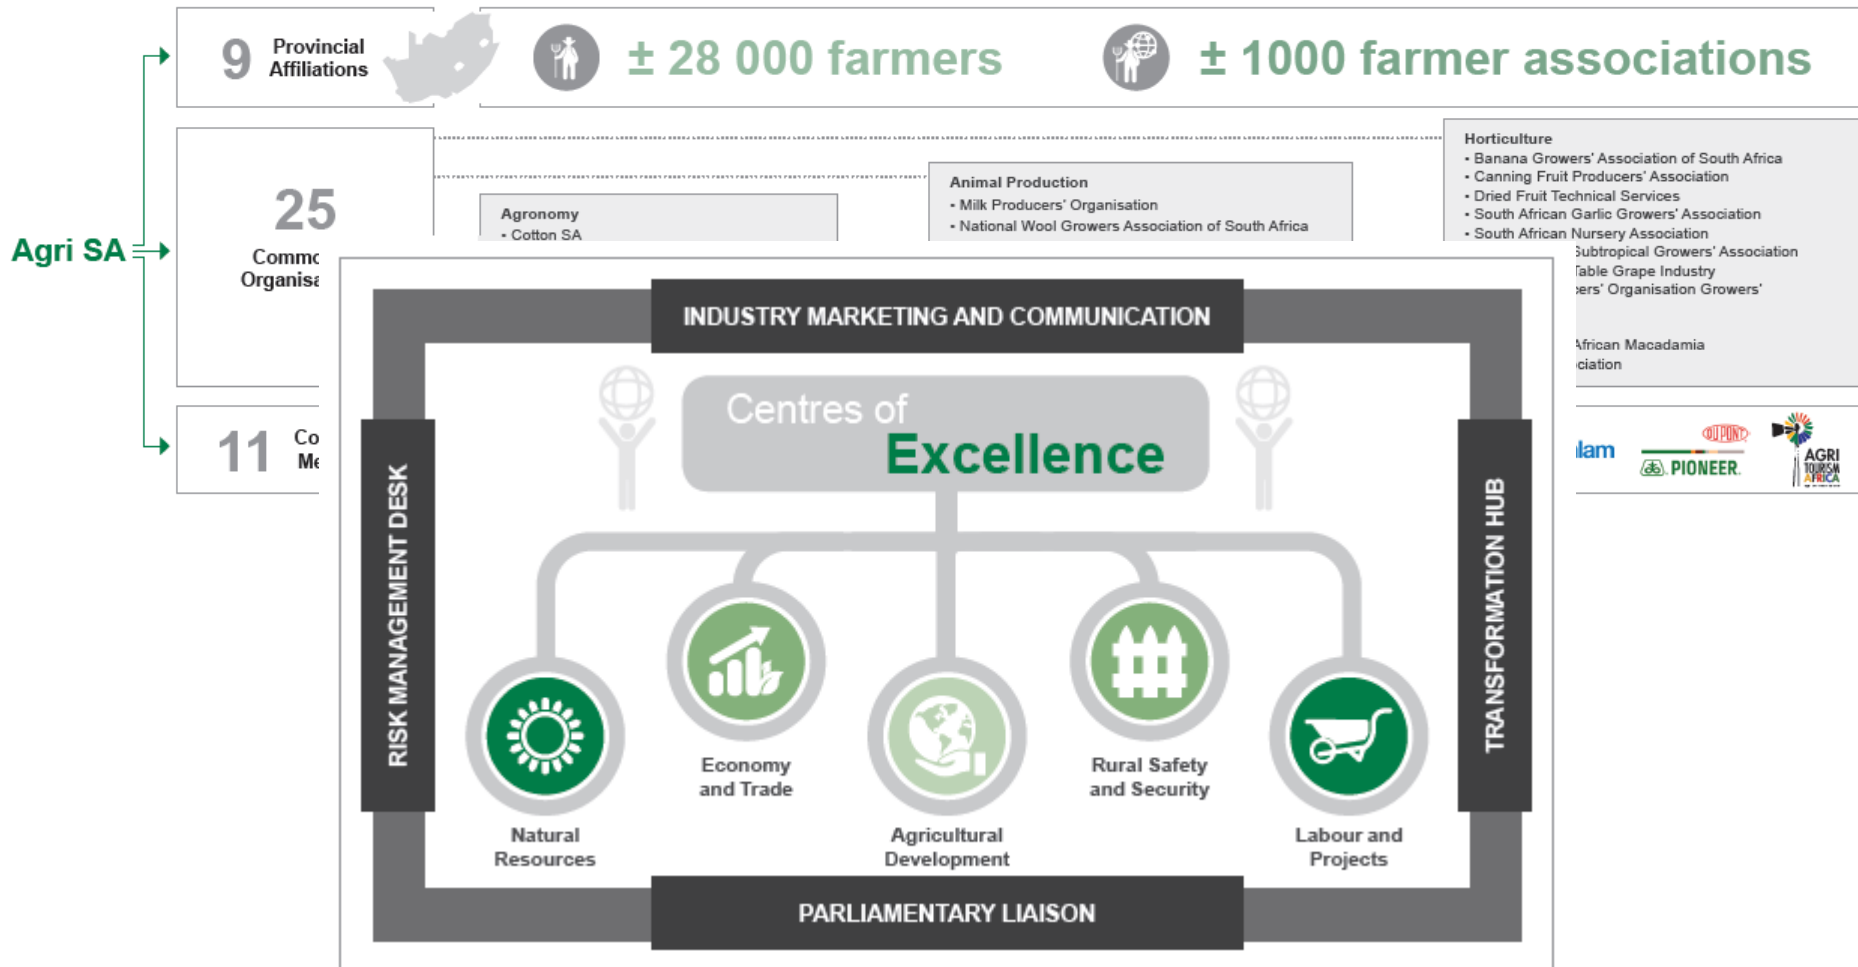 9
Provincial
Affiliations
± 28 000 farmers
± 1000 farmer associations
Agri SA
25
Horticulture
• Banana Growers' Association of South Africa
• Canning Fruit Producers' Association
• Dried Fruit Technical Services
• South African Garlic Growers' Association
• South African Nursery Association
Subtropical Growers' Association
Table Grape Industry
Organisation Growers'
African Macadamia
Animal Production
• Milk Producers' Organisation
• National Wool Growers Association of South Africa
Agronomy
• Cotton SA
11
DU PONT
PIONEER.
AGRI
TOURISM
AFRICA
INDUSTRY MARKETING AND COMMUNICATION
Centres of
Excellence
RISK MANAGEMENT DESK
TRANSFORMATION HUB
Natural
Resources
Economy
and Trade
Agricultural
Development
Rural Safety
and Security
Labour and
Projects
PARLIAMENTARY LIAISON